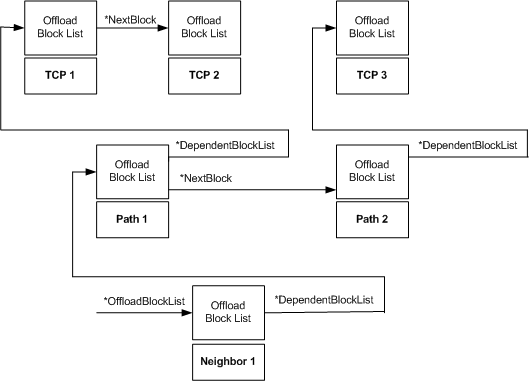 Offload
Block List
*NextBlock
Offload
Block List
Offload
Block List
TCP 1
TCP 2
TCP 3
*DependentBlockList
*DependentBlockList
Offload
Block List
*NextBlock
Offload
Block List
Path 1
Path 2
*OffloadBlockList
Offload
Block List
*DependentBlockList
Neighbor 1